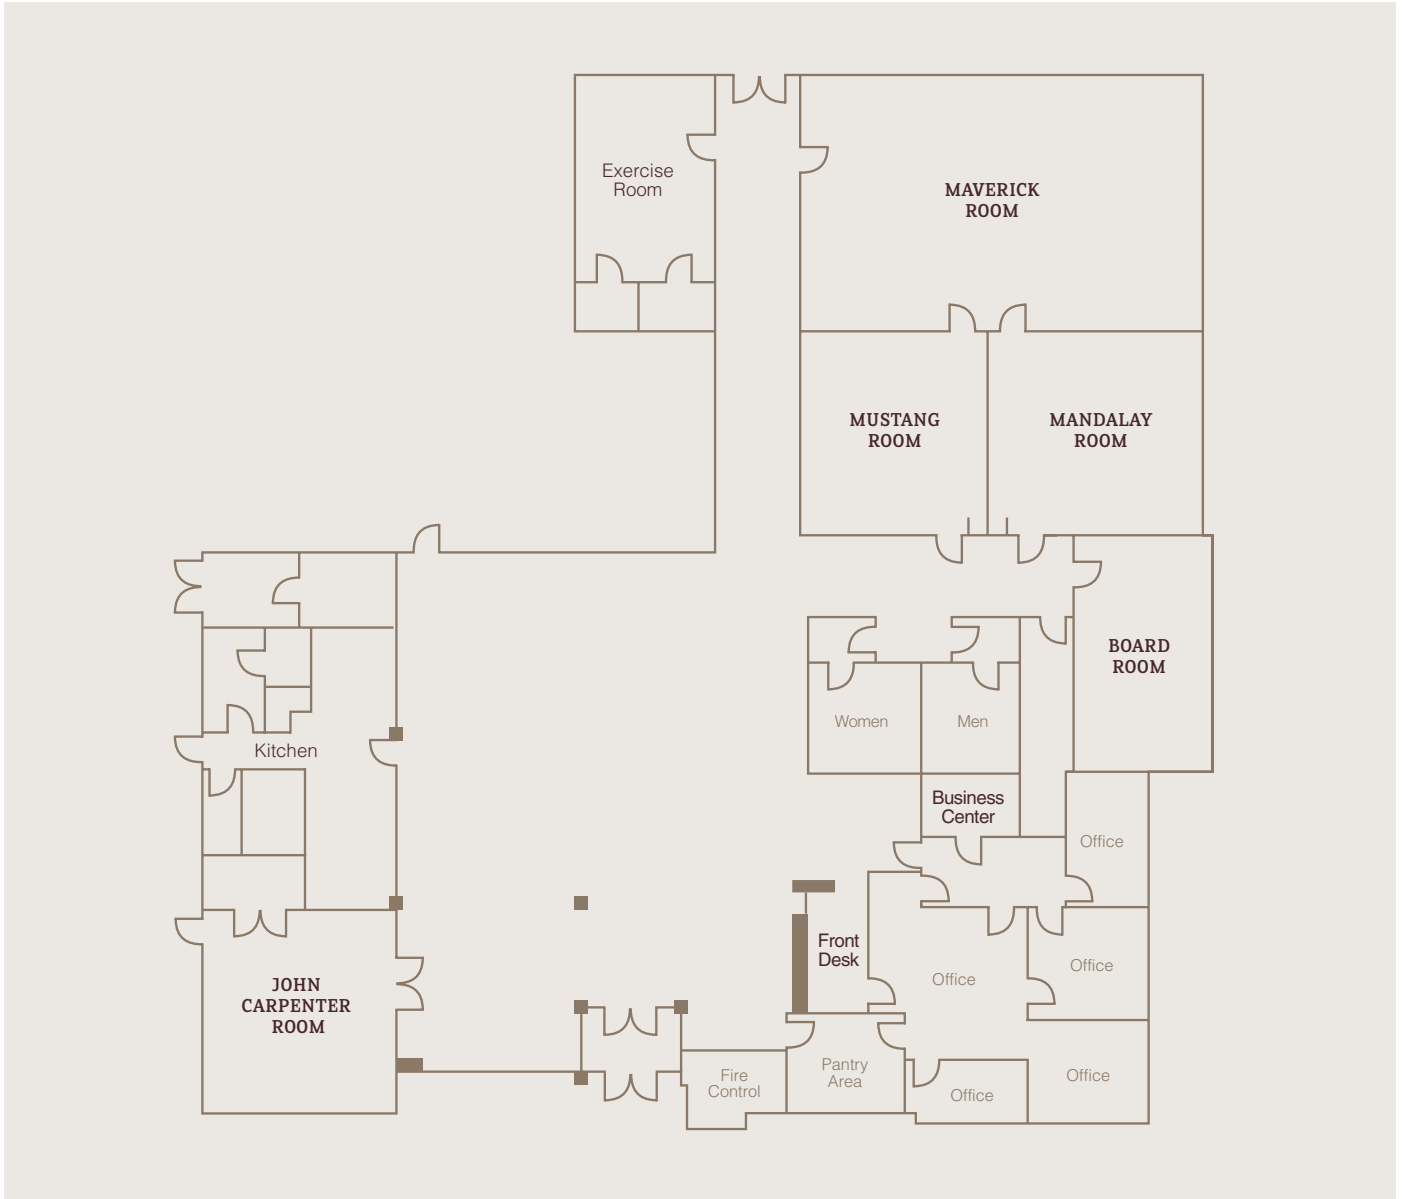 Exercise
Room
MAVERICK
ROOM
MUSTANG
ROOM
MANDALAY
ROOM
BOARD
ROOM
Women
Men
Kitchen
Business
Center
Office
Front
Desk
Office
Office
JOHN
CARPENTER
ROOM
Fire
Control
Pantry
Area
Office
Office